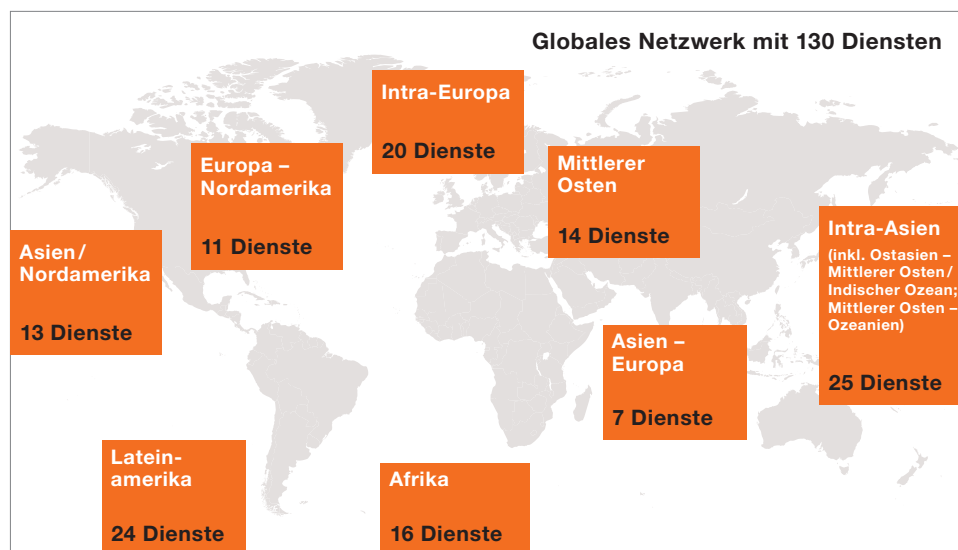 Globales Netzwerk mit 130 Diensten
Intra-Europa
20 Dienste
Europa –
Nordamerika
11 Dienste
Mittlerer
Osten
14 Dienste
Intra-Asien
(inkl. Ostasien –
Mittlerer Osten/
Indischer Ozean;
Mittlerer Osten –
Ozeanien)
25 Dienste
Asien/
Nordamerika
13 Dienste
Asien –
Europa
7 Dienste
Latein-
amerika
24 Dienste
Afrika
16 Dienste